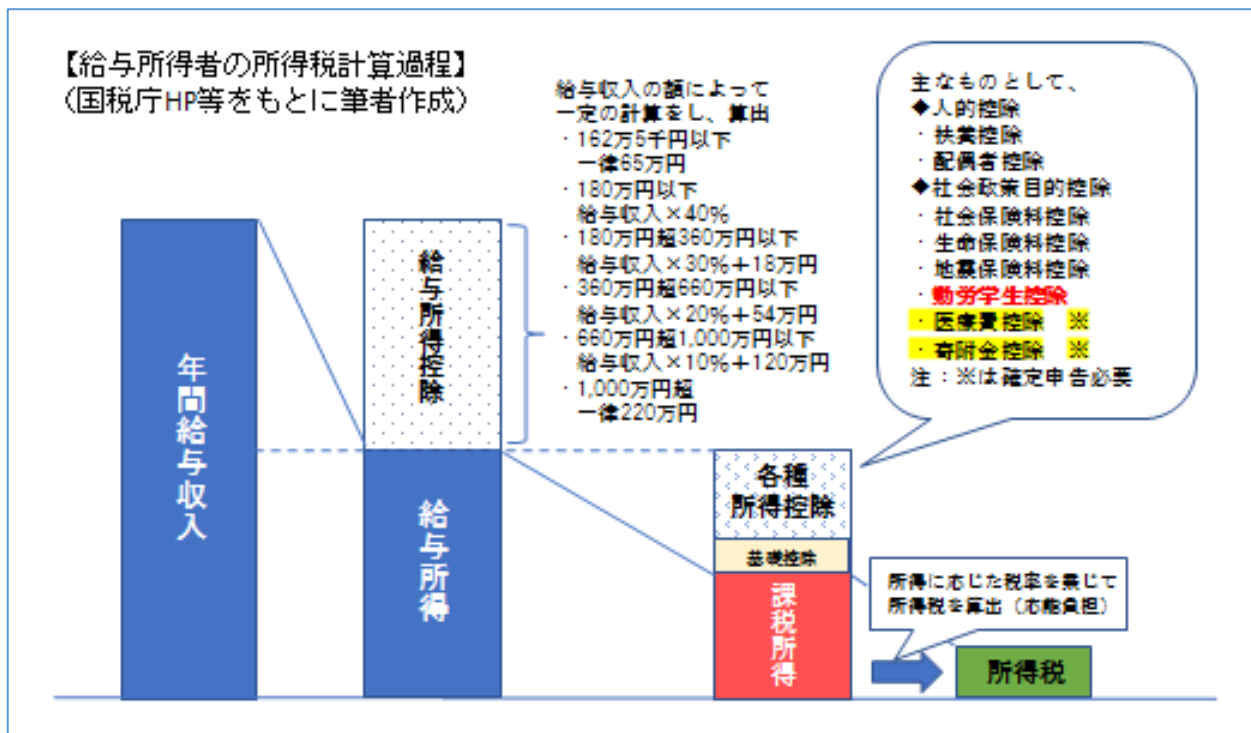 【給与所得者の所得税計算過程】
（国税庁HP等をもとに筆者作成）
年間給与収入
給与所得控除
給与所得
給与収入の額によって
一定の計算をし、算出
・162万5千円以下
一律65万円
・180万円以下
給与収入×40%
・180万円超360万円以下
給与収入×30%＋18万円
・360万円超660万円以下
給与収入×20%＋54万円
・660万円超1,000万円以下
給与収入×10%＋120万円
・1,000万円超
一律220万円
主なものとして、
◆人的控除
・扶養控除
・配偶者控除
◆社会政策目的控除
・社会保険料控除
・生命保険料控除
・地震保険料控除
・勤労学生控除
・医療費控除　※
・寄附金控除　※
注：※は確定申告必要
各種
所得控除
基礎控除
課税所得
所得に応じた税率を乗じて
所得税を算出（応能負担）
所得税